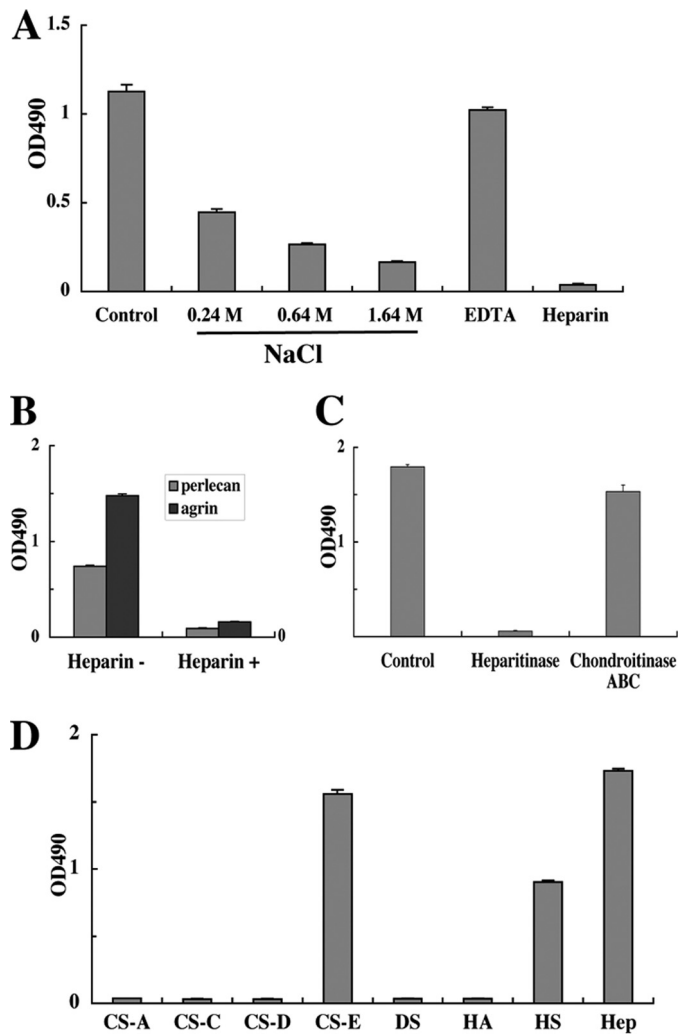 A
OD490
1.5
1
0.5
0
Control
0.24 M
0.64 M
1.64 M
EDTA
Heparin
NaCl
B
OD490
2
1
0
perlecan
agrin
0
Heparin -
Heparin +
C
OD490
2
1
Control
Heparitinase
Chondroitinase
ABC
D
OD490
2
1
0
CS-A
CS-C
CS-D
CS-E
DS
HA
HS
Hep